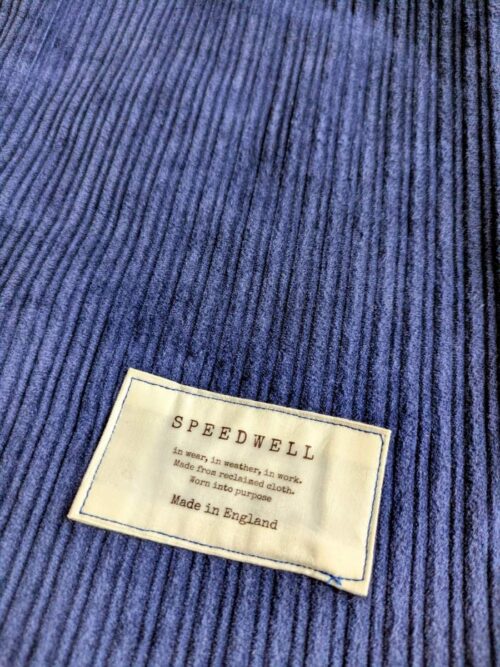 SPEEDWELL
in wear, in weather, in work.
Made from reclaimed cloth.
Worn into purpose
Made in England